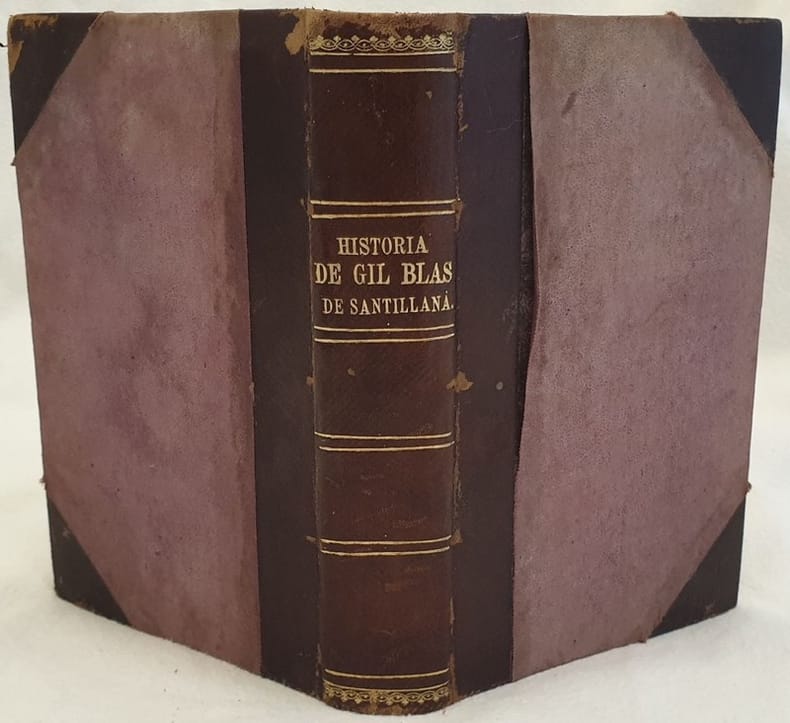 HISTORIA
DE GIL BLAS
DE SANTILLANA.